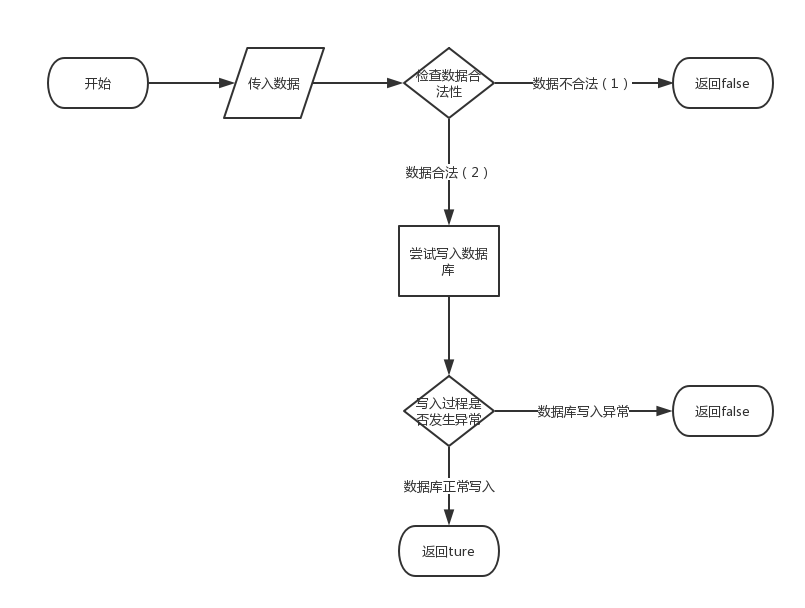 开始
传入数据
检查数据合
法性
数据不合法（1）
返回false
数据合法（2）
尝试写入数据
库
写入过程是
否发生异常
数据库写入异常
返回false
数据库正常写入
返回ture